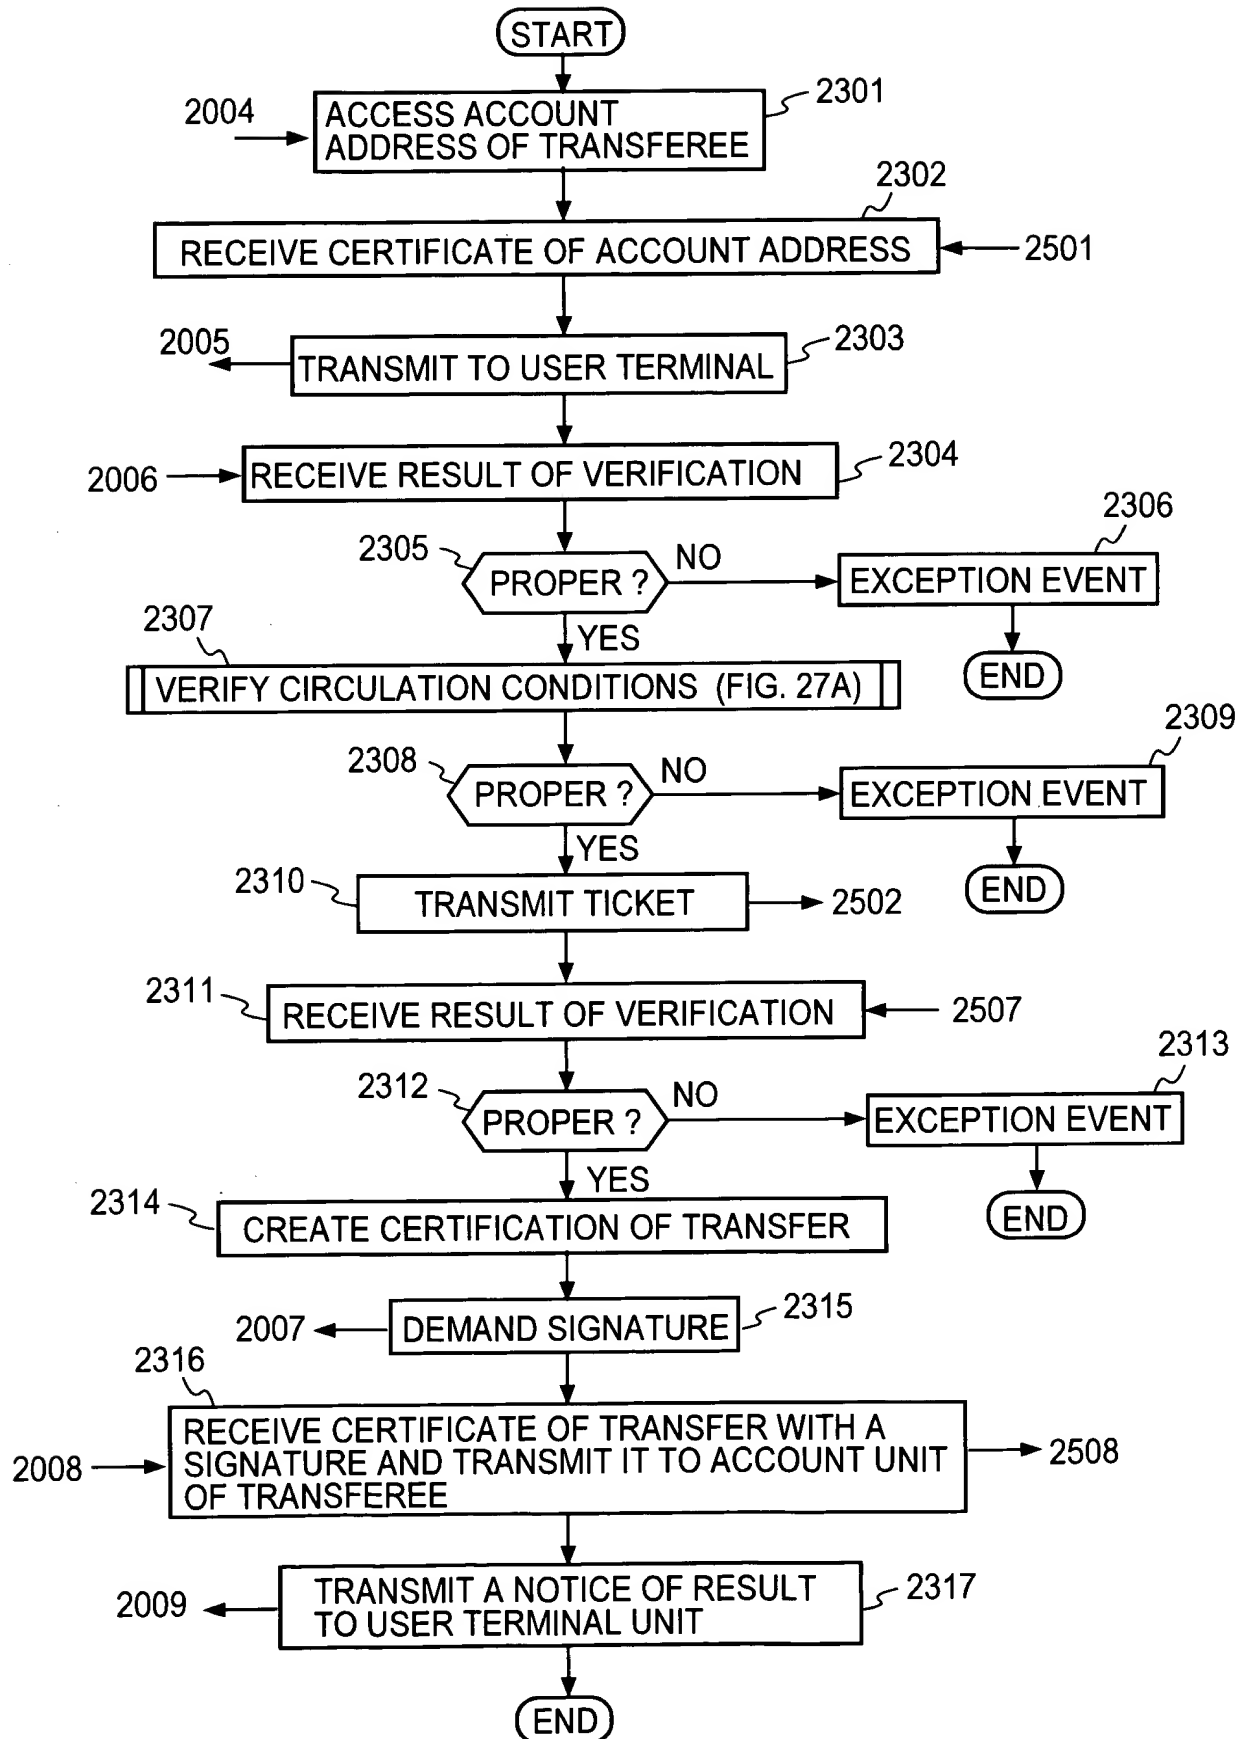 START
2004
ACCESS ACCOUNT
ADDRESS OF TRANSFEREE
2301
2302
RECEIVE CERTIFICATE OF ACCOUNT ADDRESS
2501
2005
TRANSMIT TO USER TERMINAL
2303
2006
RECEIVE RESULT OF VERIFICATION
2304
2305
PROPER ?
NO
2306
EXCEPTION EVENT
END
YES
2307
VERIFY CIRCULATION CONDITIONS (FIG. 27A)
2308
PROPER ?
NO
2309
EXCEPTION EVENT
END
YES
2310
TRANSMIT TICKET
2502
2311
RECEIVE RESULT OF VERIFICATION
2507
2312
PROPER ?
NO
2313
EXCEPTION EVENT
END
YES
2314
CREATE CERTIFICATION OF TRANSFER
2007
DEMAND SIGNATURE
2315
2316
2008
RECEIVE CERTIFICATE OF TRANSFER WITH A
SIGNATURE AND TRANSMIT IT TO ACCOUNT UNIT
OF TRANSFEREE
2508
2009
TRANSMIT A NOTICE OF RESULT
TO USER TERMINAL UNIT
2317
END